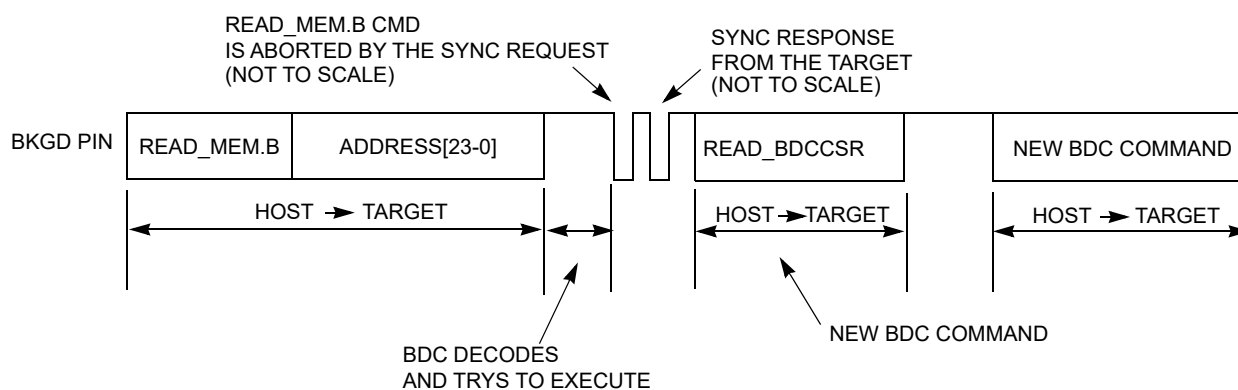 READ_MEM.B CMD
IS ABORTED BY THE SYNC REQUEST
(NOT TO SCALE)
SYNC RESPONSE
FROM THE TARGET
(NOT TO SCALE)
BKGD PIN
READ_MEM.B
ADDRESS[23-0]
READ_BDCCSR
NEW BDC COMMAND
HOST → TARGET
HOST → TARGET
HOST → TARGET
BDC DECODES
AND TRYS TO EXECUTE
NEW BDC COMMAND